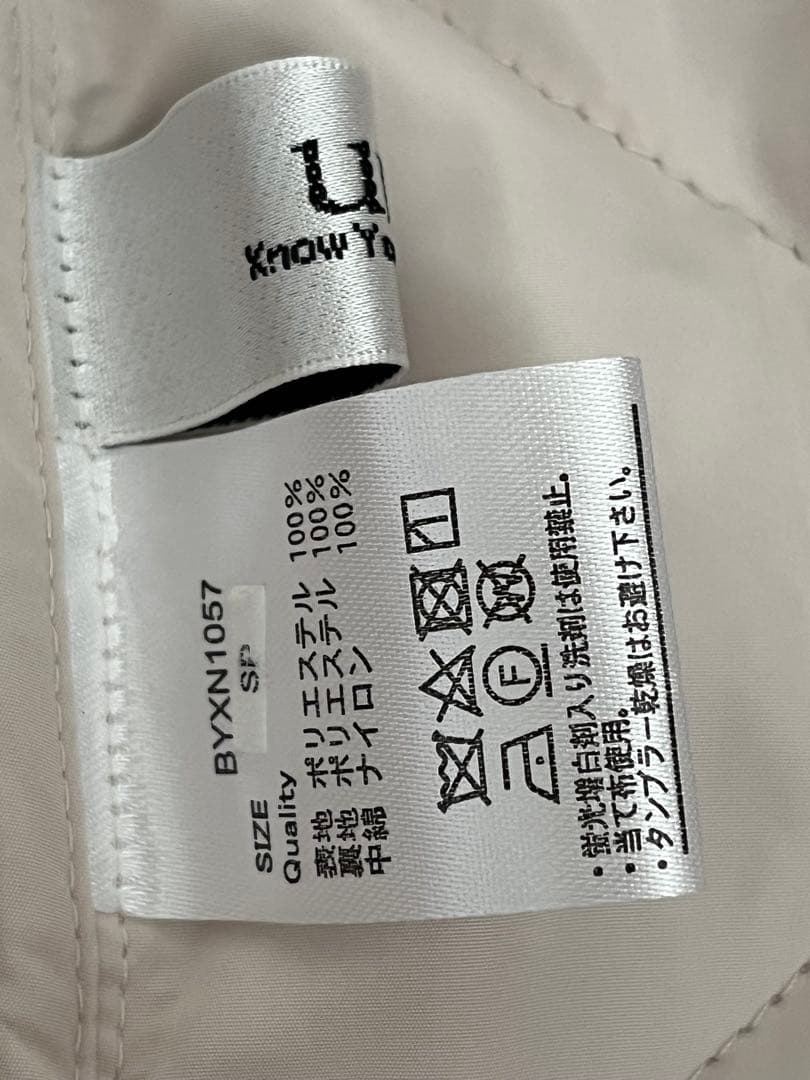 Know Yo
BYXN1057
SIZE SP
Quality
表地 ポリエステル 100%
裏地 ポリエステル 100%
中綿 ナイロン 100%
F
・蛍光増白剤入り洗剤は使用禁止.
・当て布使用。
・タンブラー乾燥はお避け下さい。